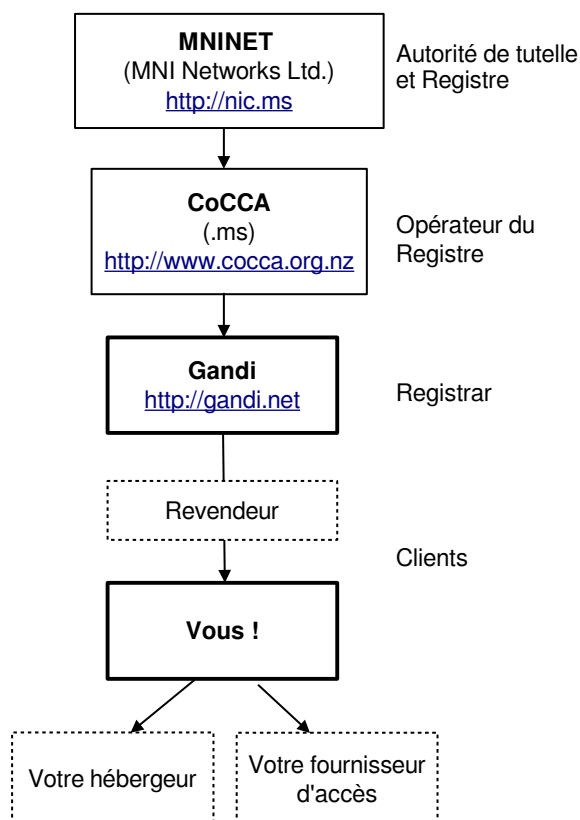 MNINET
(MNI Networks Ltd.)
http://nic.ms
Autorité de tutelle
et Registre
CoCCA
(.ms)
http://www.cocca.org.nz
Opérateur du
Registre
Gandi
http://gandi.net
Registrar
Revendeur
Clients
Vous !
Votre hébergeur
Votre fournisseur
d'accès